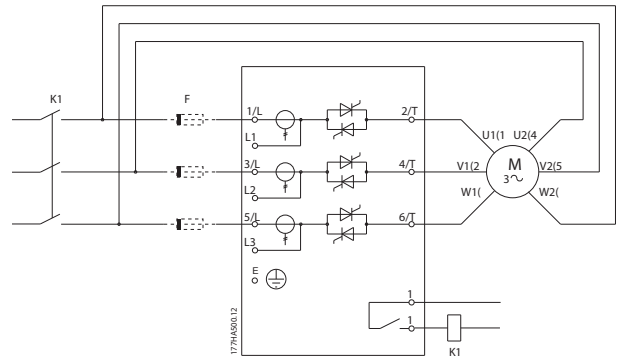 K1
F
1/L
2/T
L1
U1(1 U2(4
3/L
4/T
V1(2
M
3
V2(5
L2
W1(
W2(
5/L
6/T
L3
E
1
1
K1
177HA500.12